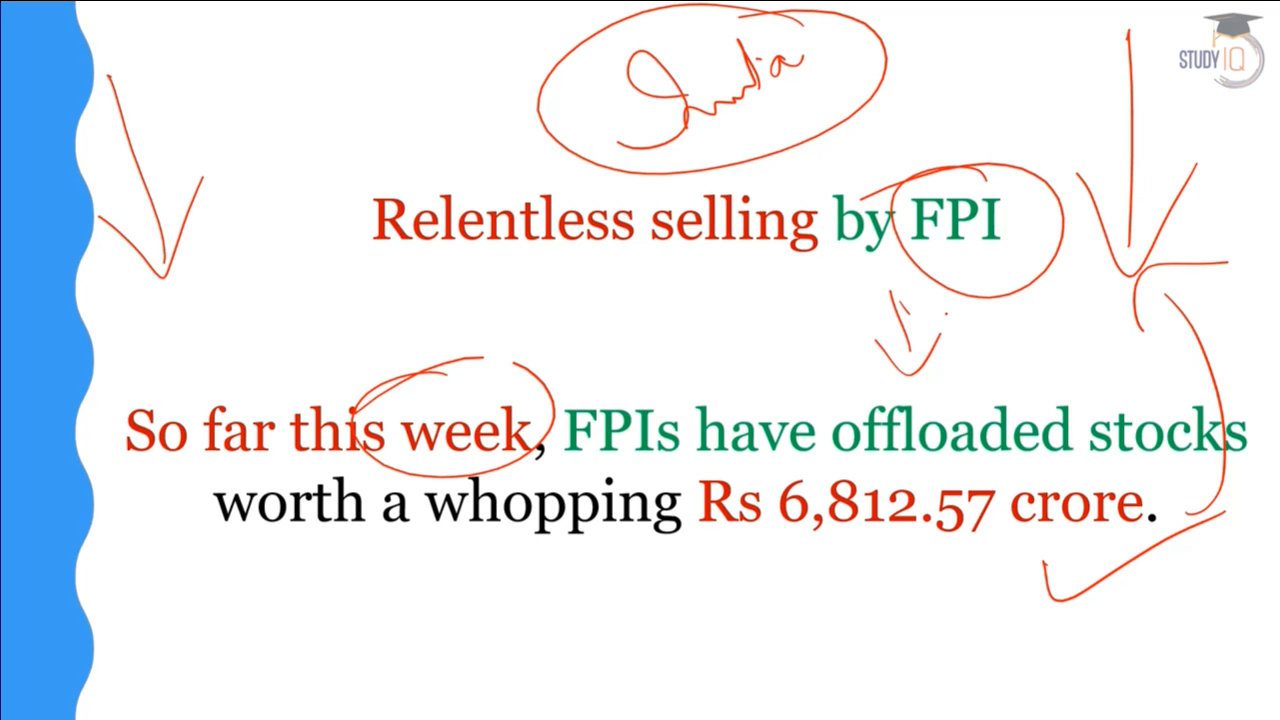 India
STUDY IQ
Relentless selling by FPI
So far this week, FPIs have offloaded stocks
worth a whopping Rs 6,812.57 crore.